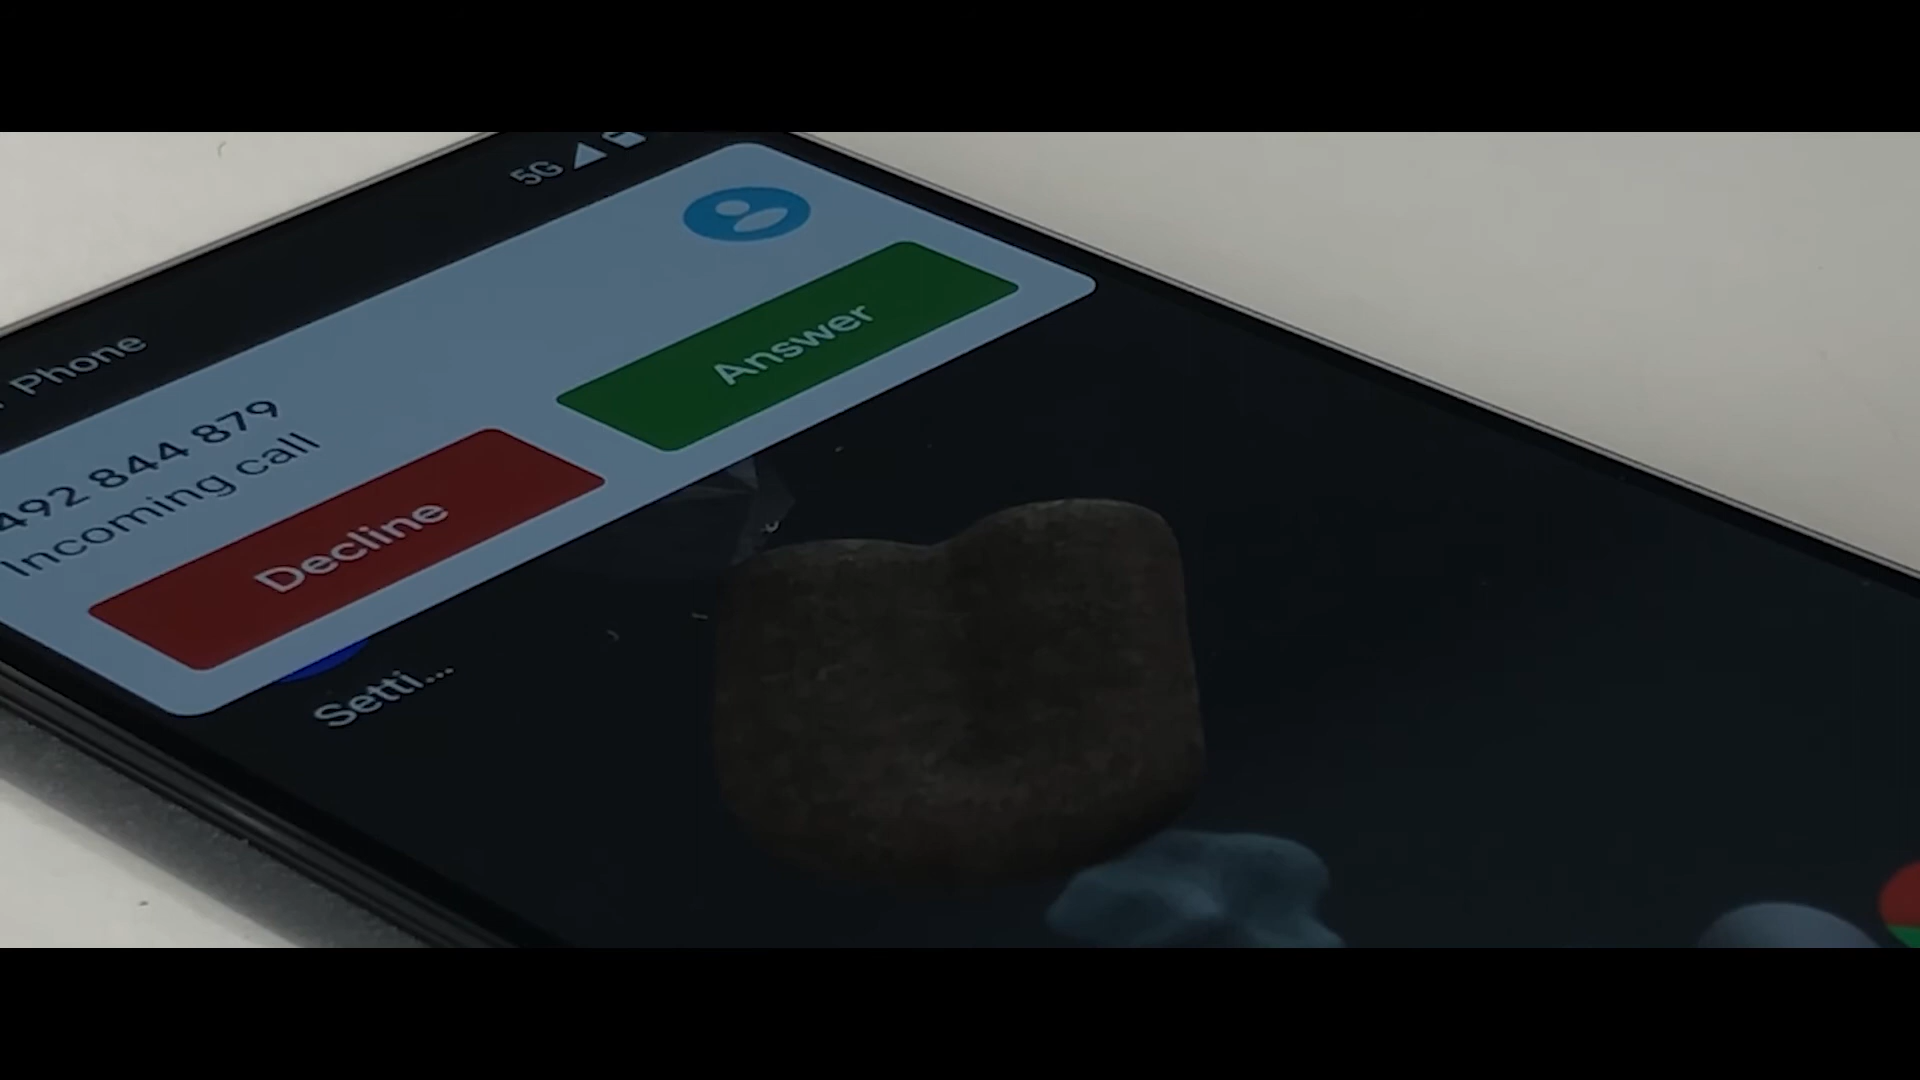 5G
Phone
492 844 879
Incoming call
Decline
Answer
Setti...